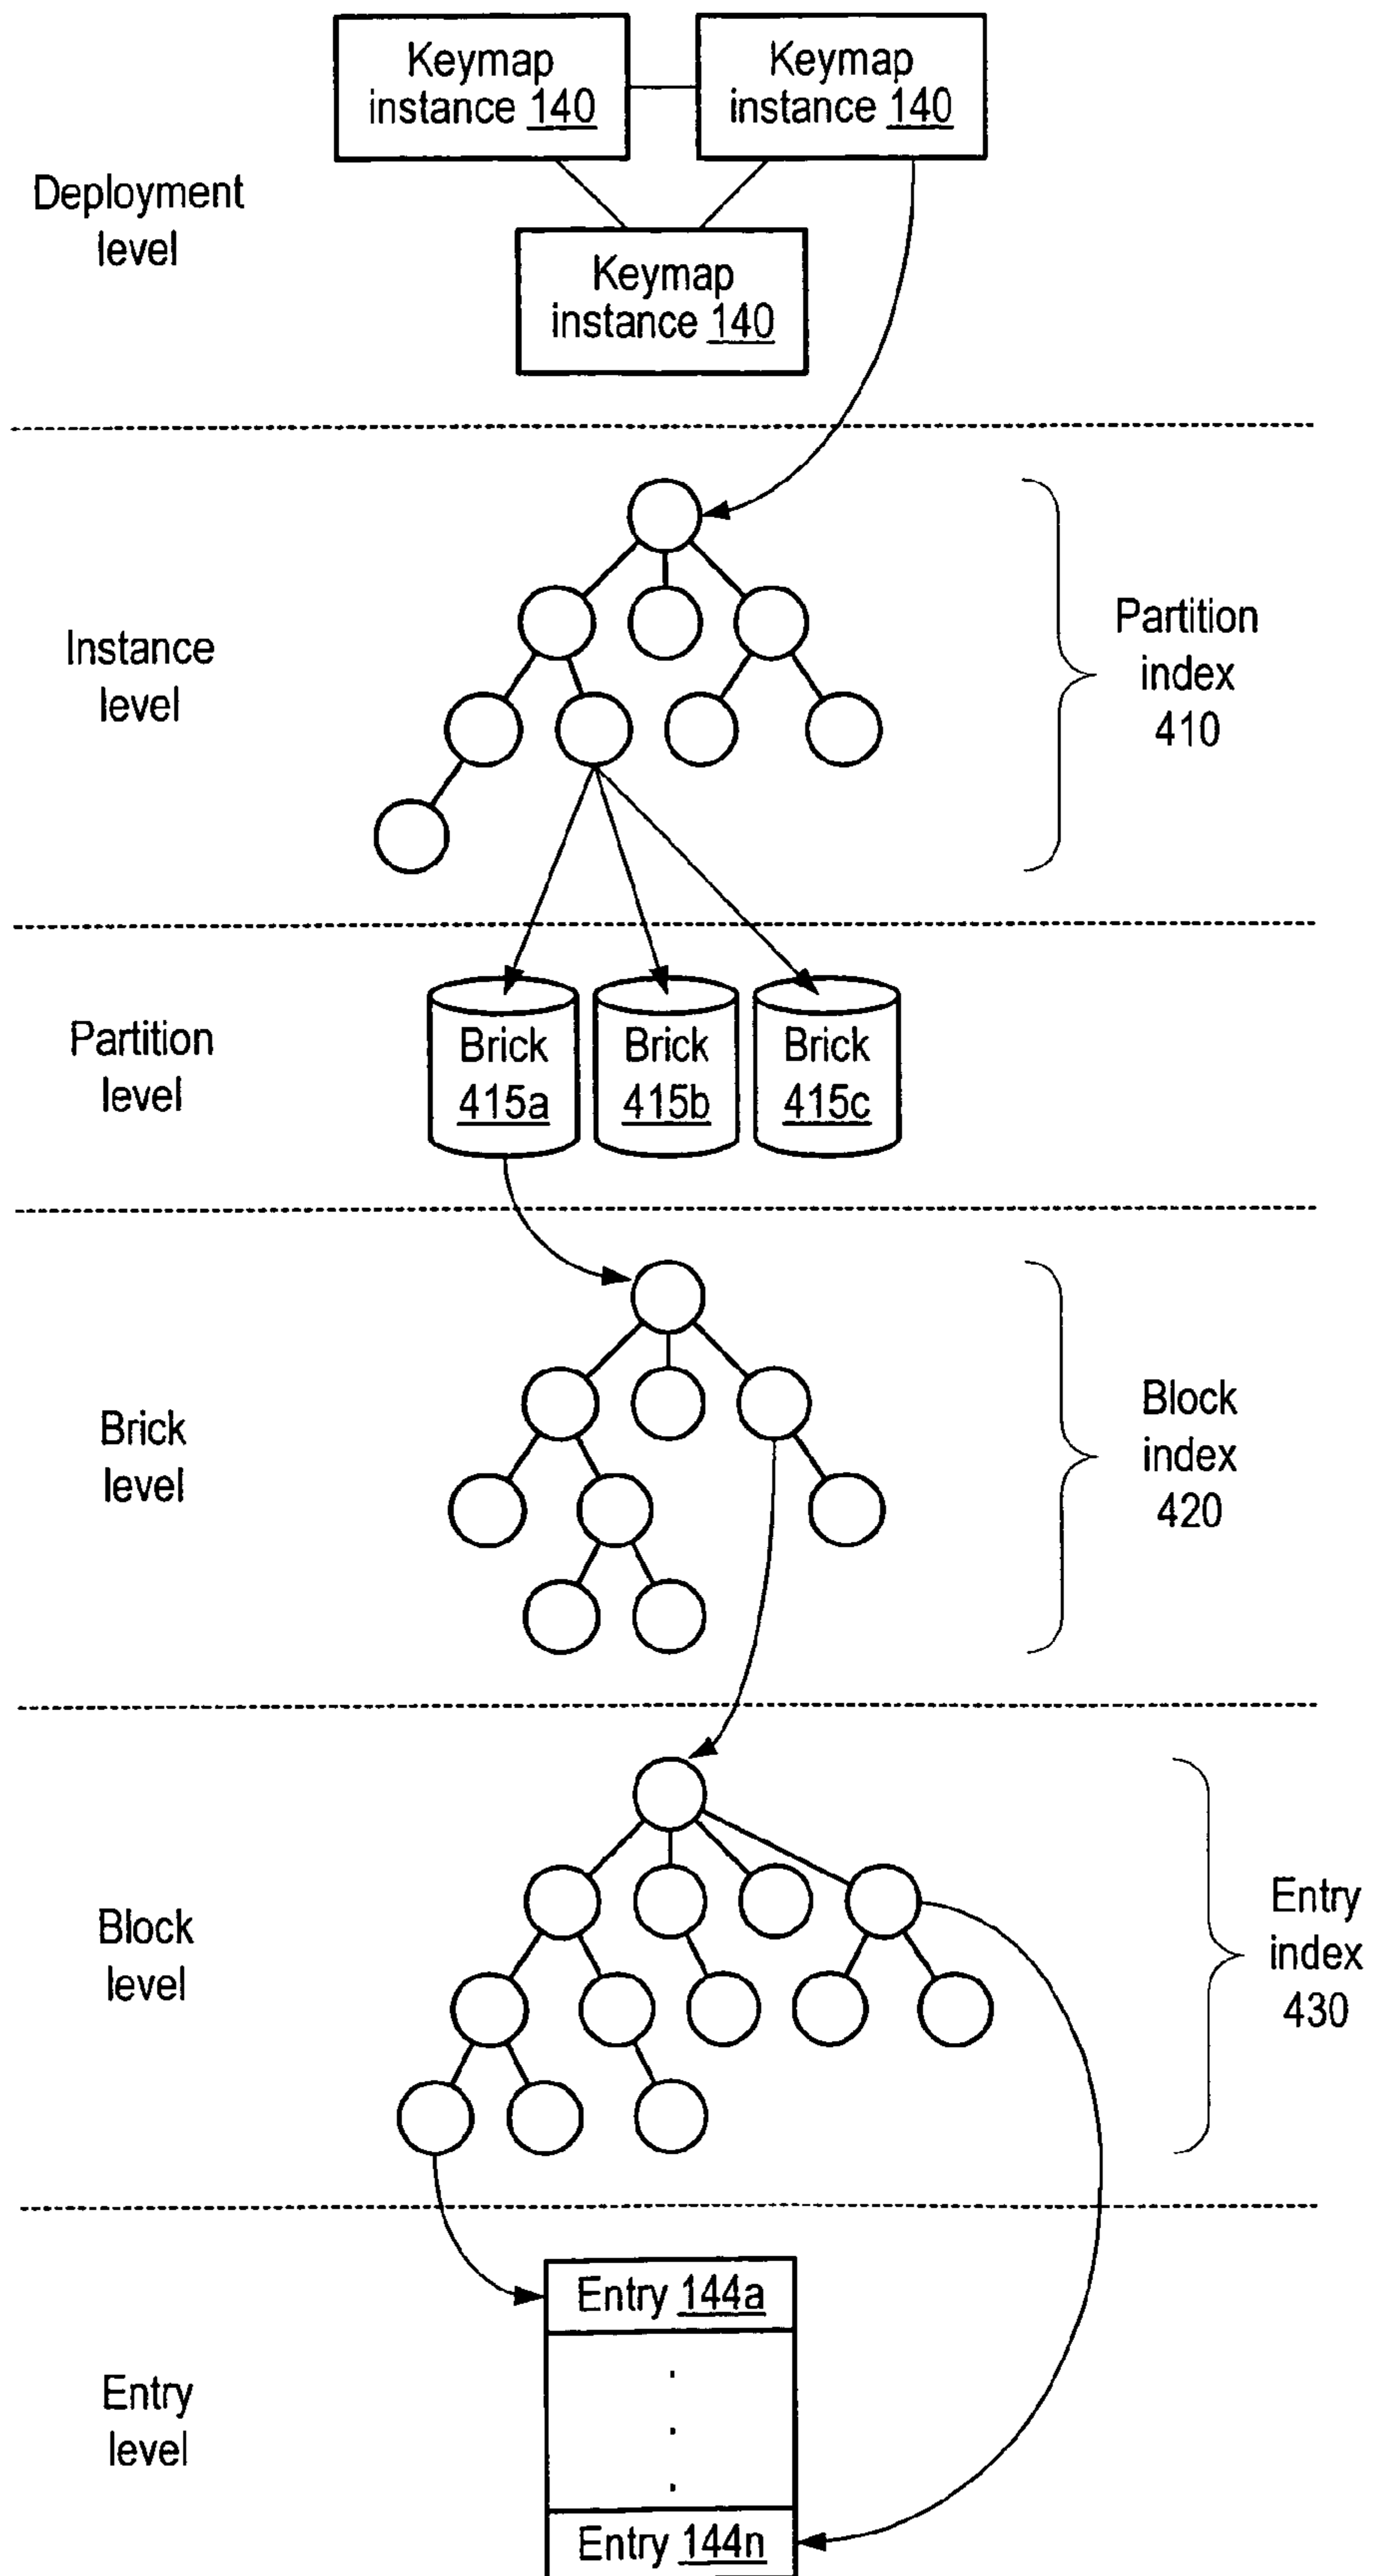 Keymap
instance 140
Keymap
instance 140
Deployment
level
Keymap
instance 140
Instance
level
Partition
index
410
Partition
level
Brick
415a
Brick
415b
Brick
415c
Brick
level
Block
index
420
Block
level
Entry
index
430
Entry
level
Entry 144a
.
.
.
Entry 144n